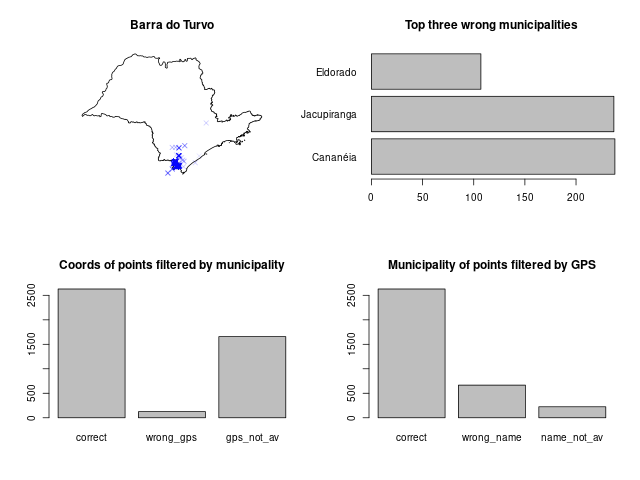 Barra do Turvo
Top three wrong municipalities
Eldorado
Jacupiranga
Cananéia
0 50 100 150 200
Coords of points filtered by municipality
2500
1500
500
0
correct wrong_gps gps_not_av
Municipality of points filtered by GPS
2500
1500
500
0
correct wrong_name name_not_av